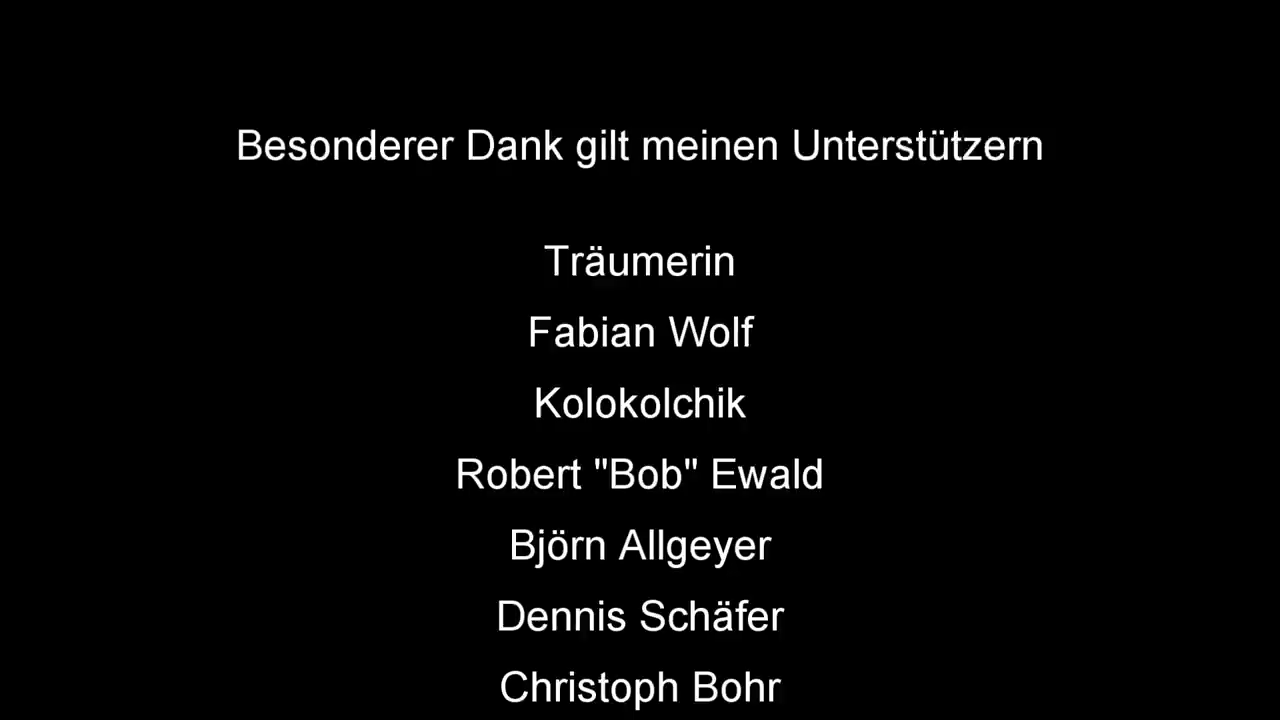 Besonderer Dank gilt meinen Unterstützern
Träumerin
Fabian Wolf
Kolokolchik
Robert "Bob" Ewald
Björn Allgeyer
Dennis Schäfer
Christoph Bohr